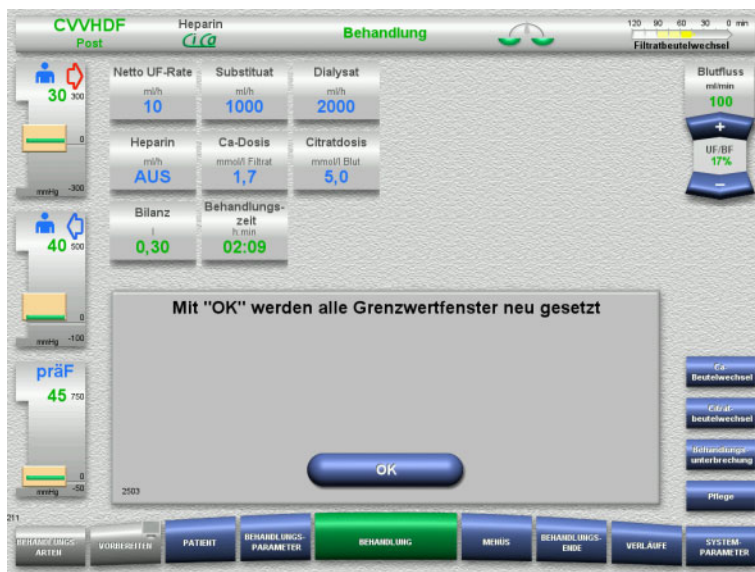 CVVHDF
Post
Heparin
Ci Ca
Behandlung
120 90 60 30 0 min
Filtratbeutelwechsel
30 300
0
mmHg -300
40 500
0
mmHg -100
präF
45 750
0
mmHg -50
Netto UF-Rate
ml/h
10
Substituat
ml/h
1000
Dialysat
ml/h
2000
Heparin
ml/h
AUS
Ca-Dosis
mmol/l Filtrat
1,7
Citratdosis
mmol/l Blut
5,0
Bilanz
l
0,30
Behandlungs-
zeit
h:min
02:09
Blutfluss
ml/min
100
+
UF/BF
17%
−
Mit "OK" werden alle Grenzwertfenster neu gesetzt
OK
2503
Ca-
Beutelwechsel
Citrat-
beutelwechsel
Behandlungs-
unterbrechung
Pflege
211
BEHANDLUNGS-
ARTEN
VORBEREITEN
PATIENT
BEHANDLUNGS-
PARAMETER
BEHANDLUNG
MENÜS
BEHANDLUNGS-
ENDE
VERLÄUFE
SYSTEM-
PARAMETER